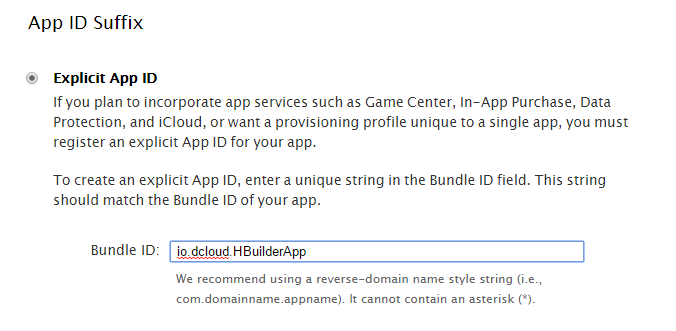 App ID Suffix
Explicit App ID
If you plan to incorporate app services such as Game Center, In-App Purchase, Data
Protection, and iCloud, or want a provisioning profile unique to a single app, you must
register an explicit App ID for your app.
To create an explicit App ID, enter a unique string in the Bundle ID field. This string
should match the Bundle ID of your app.
Bundle ID: io.dcloud.HBuilderApp
We recommend using a reverse-domain name style string (i.e.,
com.domainname.appname). It cannot contain an asterisk (*).